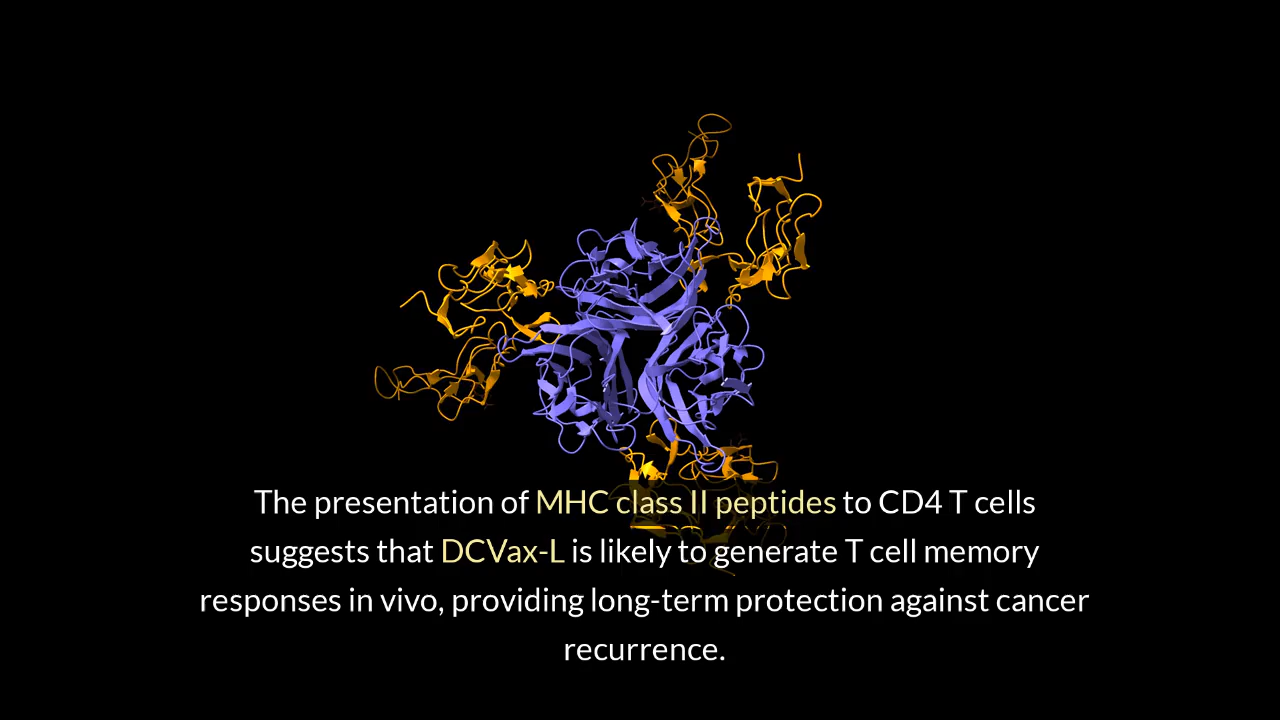 The presentation of MHC class II peptides to CD4 T cells
suggests that DCVax-L is likely to generate T cell memory
responses in vivo, providing long-term protection against cancer
recurrence.